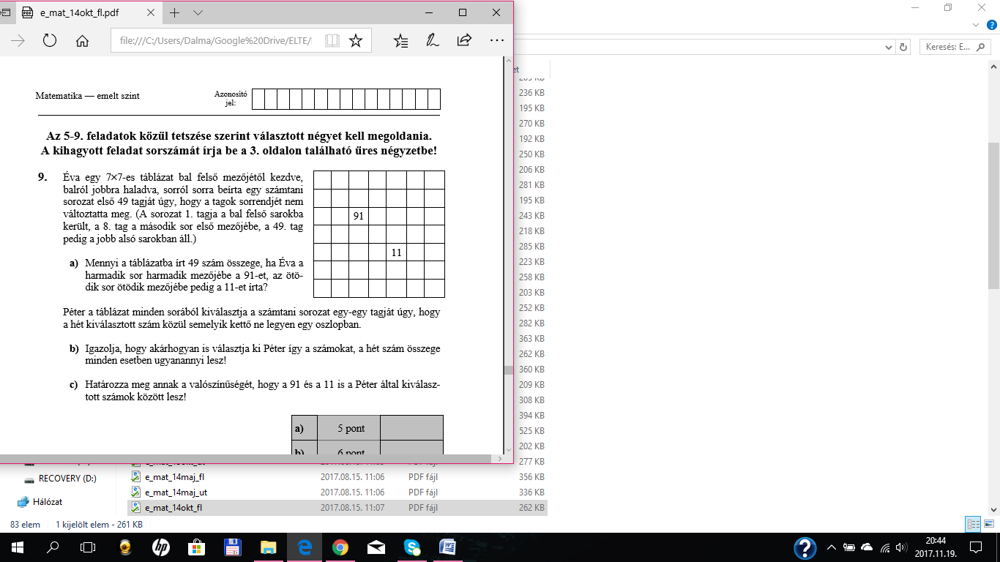 e_mat_14okt_fl.pdf
file:///C:/Users/Dalma/Google%20Drive/ELTE/
Keresés: E...
Matematika — emelt szint
Azonosító
jel:
Az 5-9. feladatok közül tetszése szerint választott négyet kell megoldania.
A kihagyott feladat sorszámát írja be a 3. oldalon található üres négyzetbe!
9. Éva egy 7×7-es táblázat bal felső mezőjétől kezdve,
balról jobbra haladva, sorról sorra beírta egy számtani
sorozat első 49 tagját úgy, hogy a tagok sorrendjét nem
változtatta meg. (A sorozat 1. tagja a bal felső sarokba
került, a 8. tag a második sor első mezőjébe, a 49. tag
pedig a jobb alsó sarokban áll.)
91
11
a) Mennyi a táblázatba írt 49 szám összege, ha Éva a
harmadik sor harmadik mezőjébe a 91-et, az ötö-
dik sor ötödik mezőjébe pedig a 11-et írta?
Péter a táblázat minden sorából kiválasztja a számtani sorozat egy-egy tagját úgy, hogy
a hét kiválasztott szám közül semelyik kettő ne legyen egy oszlopban.
b) Igazolja, hogy akárhogyan is választja ki Péter így a számokat, a hét szám összege
minden esetben ugyanannyi lesz!
c) Határozza meg annak a valószínűségét, hogy a 91 és a 11 is a Péter által kiválasz-
tott számok között lesz!
a) 5 pont
b) 6 pont
236 KB
195 KB
270 KB
192 KB
250 KB
206 KB
281 KB
195 KB
243 KB
218 KB
285 KB
223 KB
258 KB
203 KB
252 KB
282 KB
363 KB
262 KB
360 KB
209 KB
308 KB
394 KB
525 KB
202 KB
277 KB
RECOVERY (D:)
Hálózat
e_mat_14maj_fl 2017.08.15. 11:06 PDF fájl 356 KB
e_mat_14maj_ut 2017.08.15. 11:06 PDF fájl 336 KB
e_mat_14okt_fl 2017.08.15. 11:07 PDF fájl 262 KB
83 elem 1 kijelölt elem - 261 KB
20:44
2017.11.19.